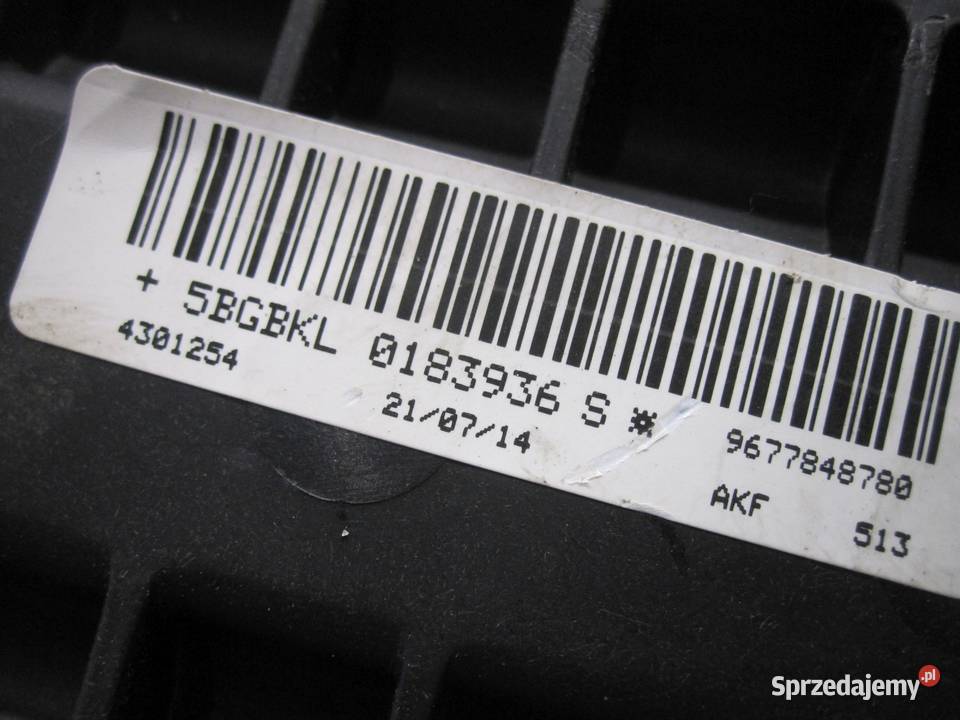 + 5BGBKL 0183936 S *
4301254
21/07/14
9677848780
AKF
513
Sprzedajemy.pl